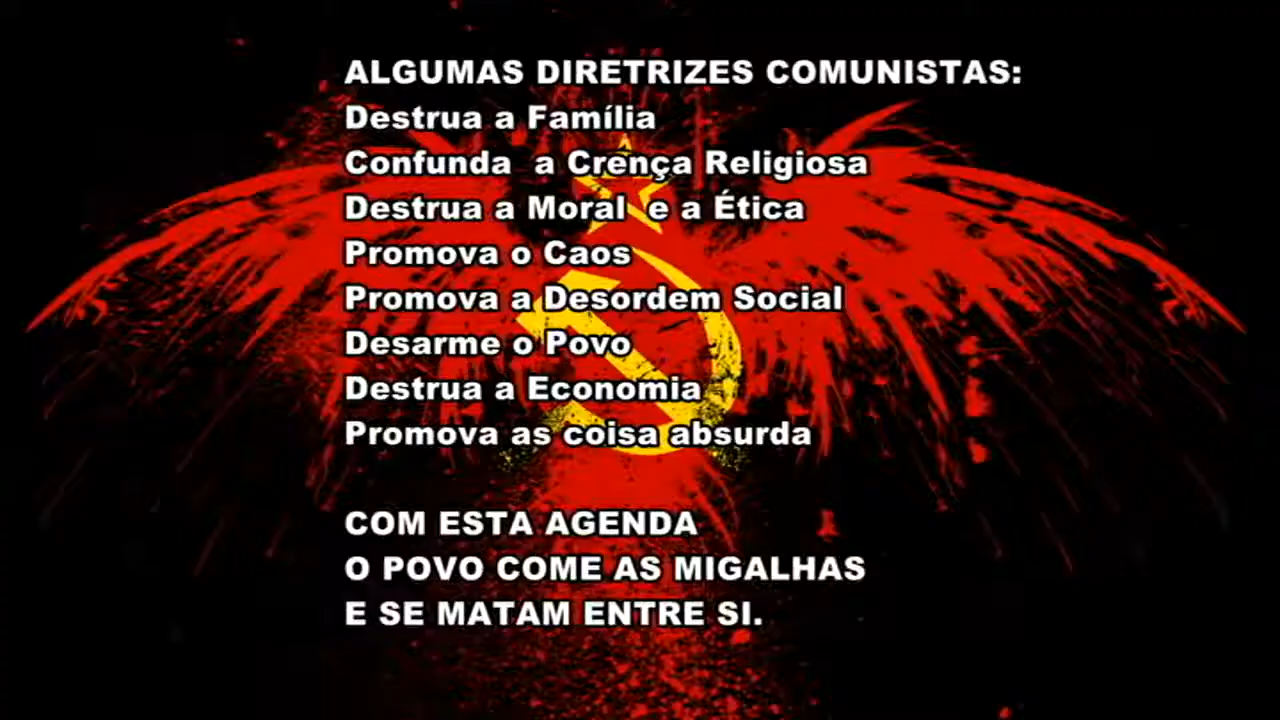 ALGUMAS DIRETRIZES COMUNISTAS:
Destrua a Família
Confunda a Crença Religiosa
Destrua a Moral e a Ética
Promova o Caos
Promova a Desordem Social
Desarme o Povo
Destrua a Economia
Promova as coisa absurda
COM ESTA AGENDA
O POVO COME AS MIGALHAS
E SE MATAM ENTRE SI.